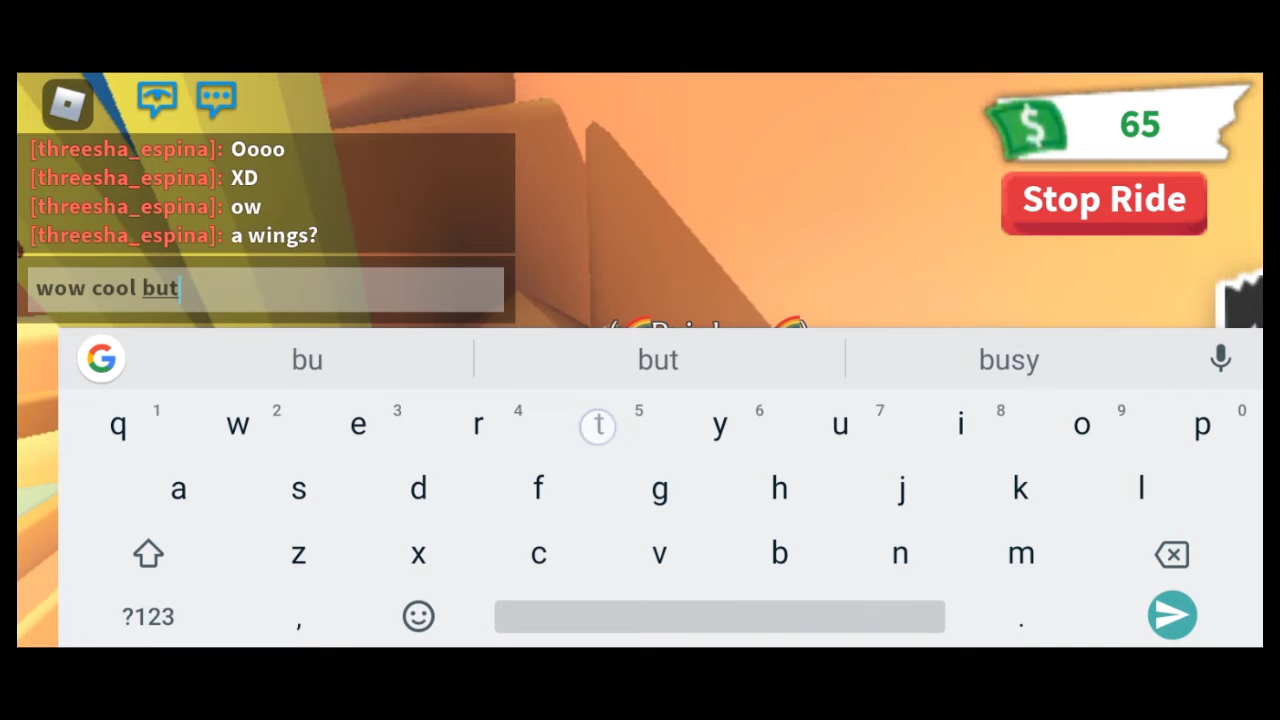 [threesha_espina]: Oooo
[threesha_espina]: XD
[threesha_espina]: ow
[threesha_espina]: a wings?
wow cool but
65
Stop Ride
bu but busy
q 1 w 2 e 3 r 4 t 5 y 6 u 7 i 8 o 9 p 0
a s d f g h j k l
z x c v b n m
?123 , .